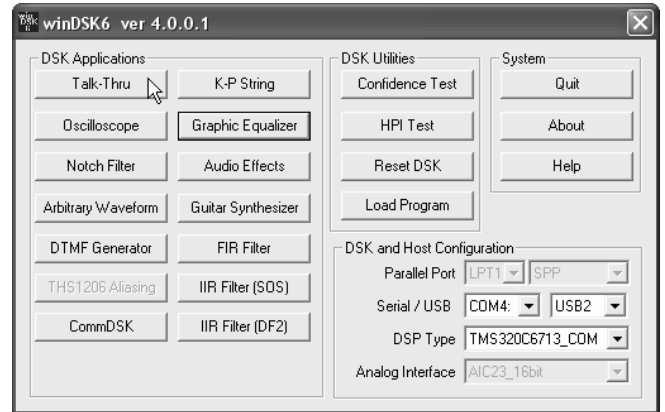 winDSK6 ver 4.0.0.1
DSK Applications
Talk-Thru
K-P String
Oscilloscope
Graphic Equalizer
Notch Filter
Audio Effects
Arbitrary Waveform
Guitar Synthesizer
DTMF Generator
FIR Filter
THS1206 Aliasing
IIR Filter (SOS)
CommDSK
IIR Filter (DF2)
DSK Utilities
Confidence Test
HPI Test
Reset DSK
Load Program
System
Quit
About
Help
DSK and Host Configuration
Parallel Port LPT1 SPP
Serial / USB COM4: USB2
DSP Type TMS320C6713_COM
Analog Interface AIC23_16bit